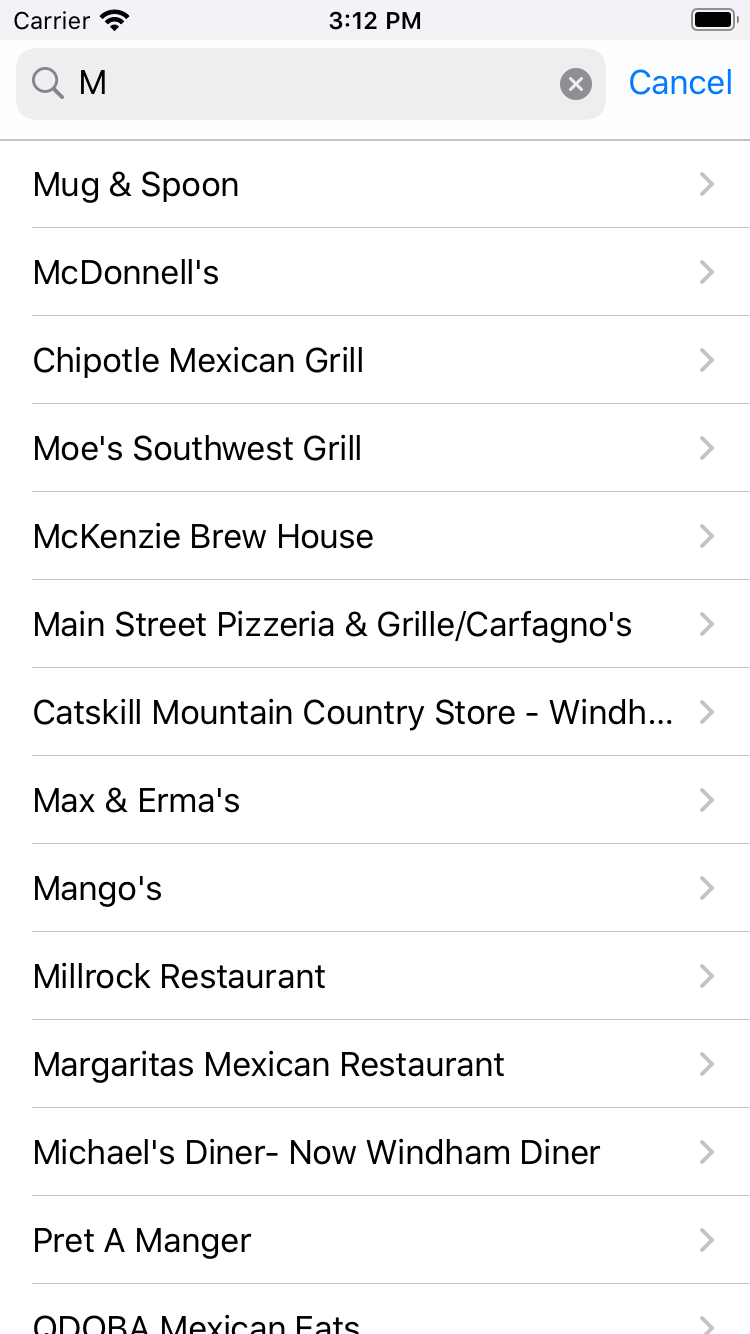 Carrier 3:12 PM
M Cancel
Mug & Spoon
McDonnell's
Chipotle Mexican Grill
Moe's Southwest Grill
McKenzie Brew House
Main Street Pizzeria & Grille/Carfagno's
Catskill Mountain Country Store - Windh...
Max & Erma's
Mango's
Millrock Restaurant
Margaritas Mexican Restaurant
Michael's Diner- Now Windham Diner
Pret A Manger
QDOBA Mexican Eats